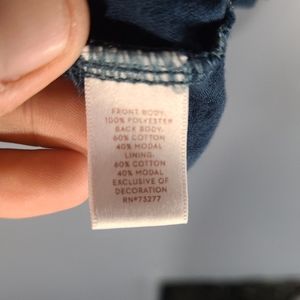 FRONT BODY:
100% POLYESTER
BACK BODY:
60% COTTON
40% MODAL
LINING:
60% COTTON
40% MODAL
EXCLUSIVE OF
DECORATION
RN#73277